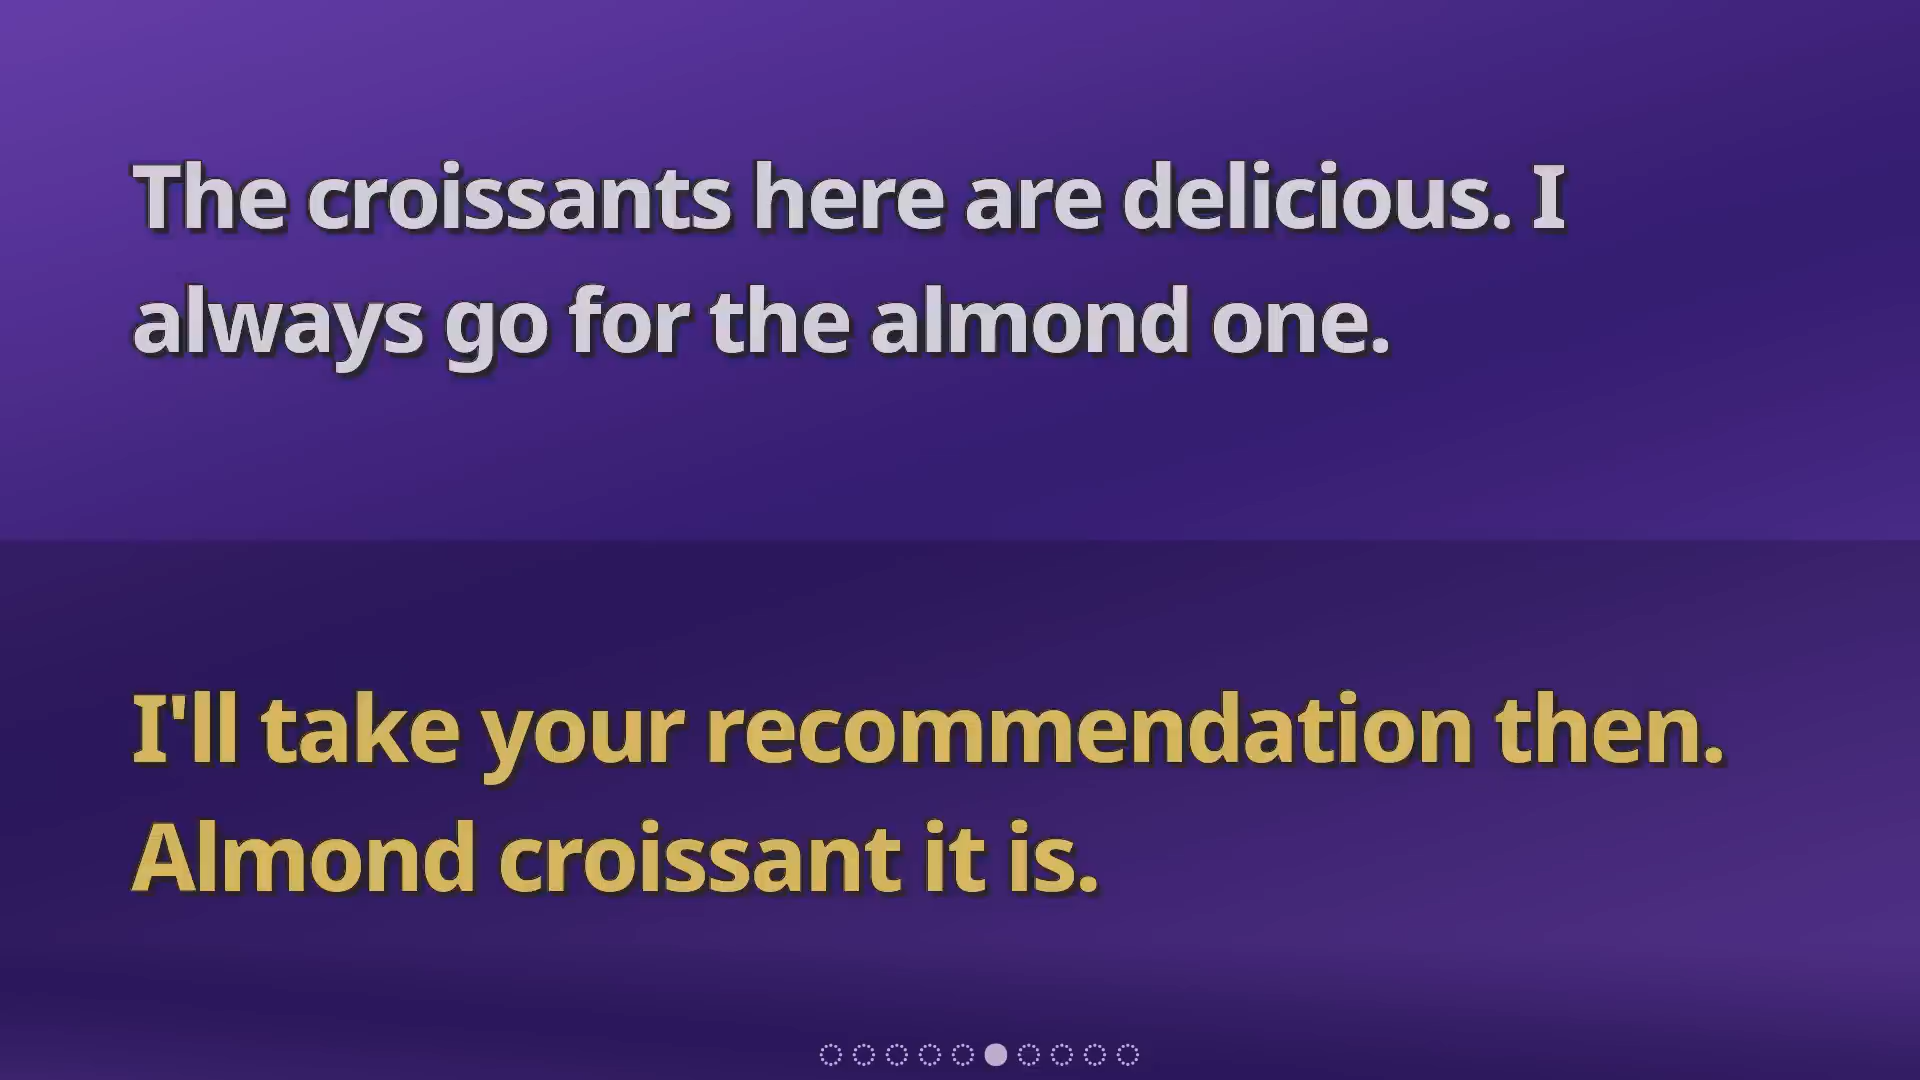 The croissants here are delicious. I
always go for the almond one.
I'll take your recommendation then.
Almond croissant it is.